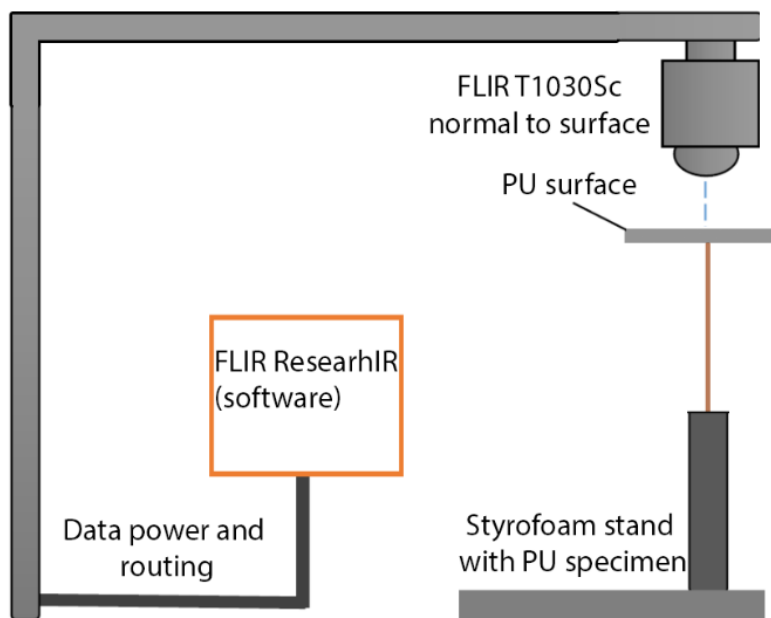 FLIR T1030Sc
normal to surface
PU surface
FLIR ResearhIR
(software)
Data power and
routing
Styrofoam stand
with PU specimen